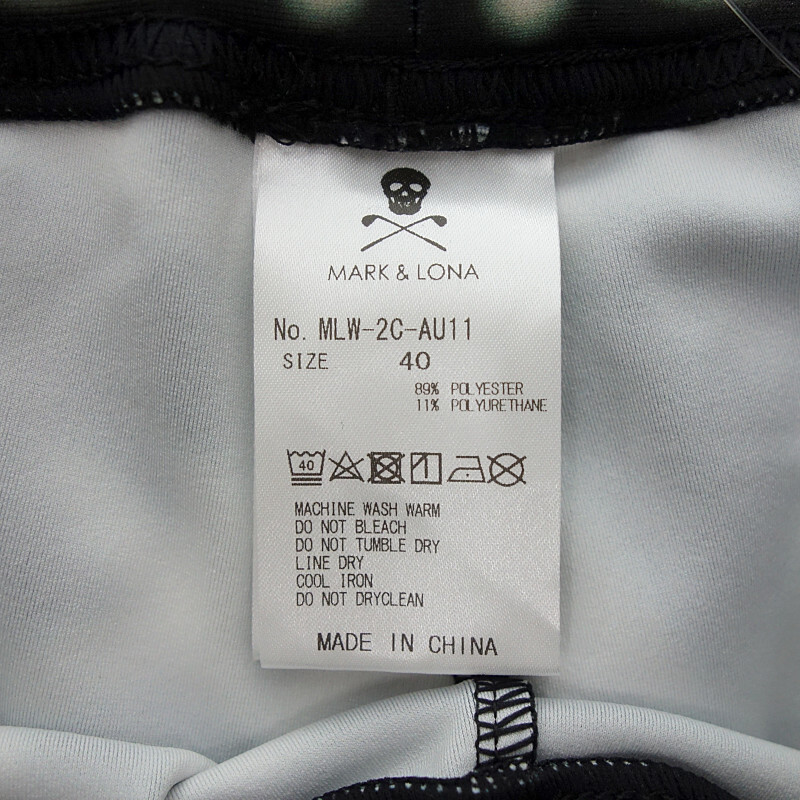 MARK & LONA
No. MLW-2C-AU11
SIZE 40
89% POLYESTER
11% POLYURETHANE
40
MACHINE WASH WARM
DO NOT BLEACH
DO NOT TUMBLE DRY
LINE DRY
COOL IRON
DO NOT DRYCLEAN
MADE IN CHINA